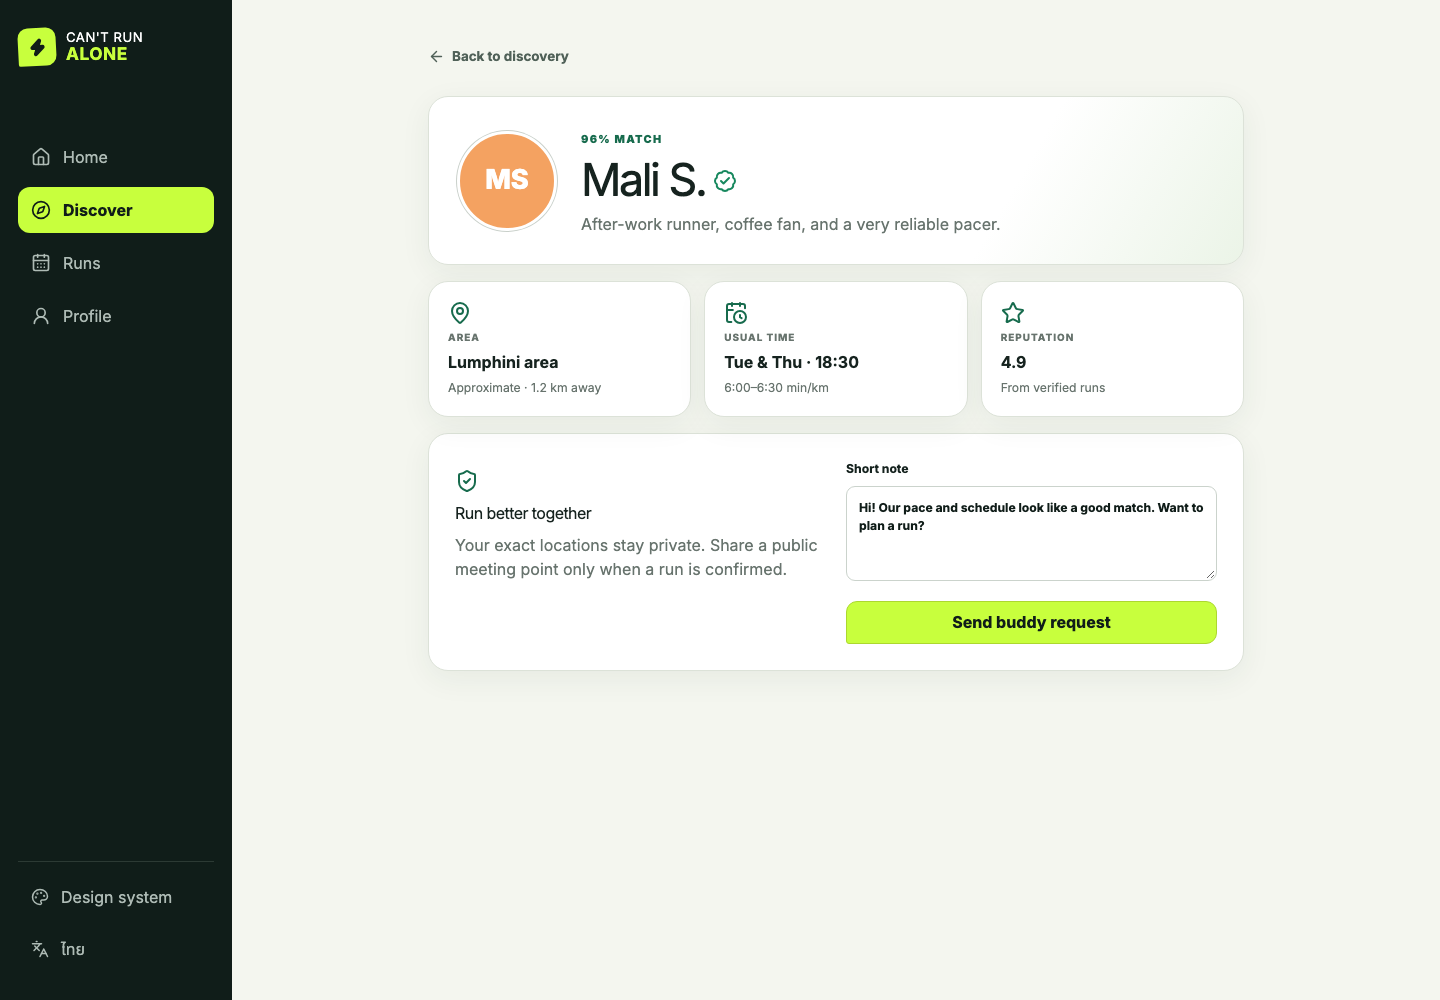 CAN'T RUN
ALONE
Home
Discover
Runs
Profile
Design system
ไทย
Back to discovery
MS
96% MATCH
Mali S.
After-work runner, coffee fan, and a very reliable pacer.
AREA
Lumphini area
Approximate · 1.2 km away
USUAL TIME
Tue & Thu · 18:30
6:00–6:30 min/km
REPUTATION
4.9
From verified runs
Run better together
Your exact locations stay private. Share a public
meeting point only when a run is confirmed.
Short note
Hi! Our pace and schedule look like a good match. Want to
plan a run?
Send buddy request